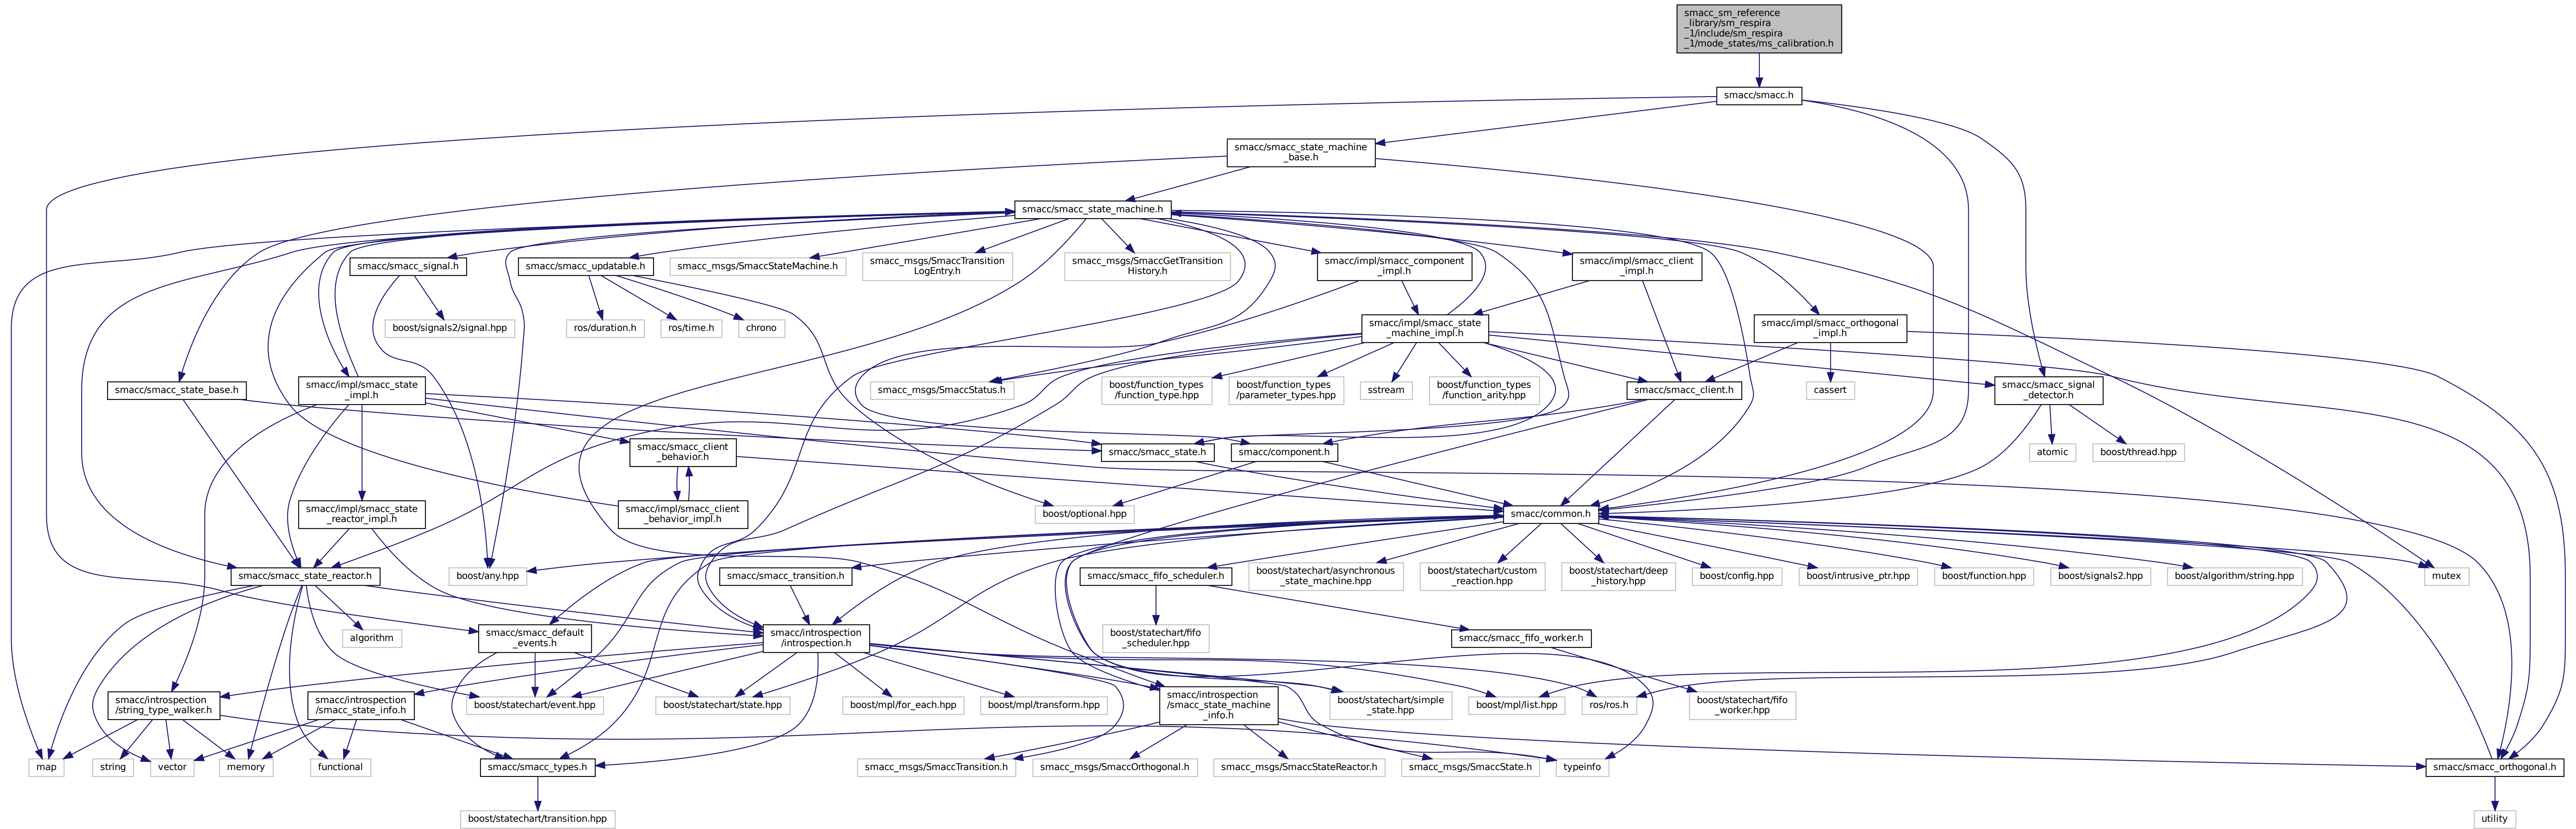 smacc_sm_reference
_library/sm_respira
_1/include/sm_respira
_1/mode_states/ms_calibration.h
smacc/smacc.h
smacc/smacc_state_machine
_base.h
smacc/smacc_state_machine.h
smacc/smacc_signal.h
smacc/smacc_updatable.h
smacc_msgs/SmaccStateMachine.h
smacc_msgs/SmaccTransition
LogEntry.h
smacc_msgs/SmaccGetTransition
History.h
smacc/impl/smacc_component
_impl.h
smacc/impl/smacc_client
_impl.h
boost/signals2/signal.hpp
ros/duration.h
ros/time.h
chrono
smacc/impl/smacc_state
_machine_impl.h
smacc/impl/smacc_orthogonal
_impl.h
smacc/smacc_state_base.h
smacc/impl/smacc_state
_impl.h
smacc_msgs/SmaccStatus.h
boost/function_types
/function_type.hpp
boost/function_types
/parameter_types.hpp
sstream
boost/function_types
/function_arity.hpp
smacc/smacc_client.h
cassert
smacc/smacc_signal
_detector.h
smacc/smacc_client
_behavior.h
smacc/smacc_state.h
smacc/component.h
atomic
boost/thread.hpp
smacc/impl/smacc_state
_reactor_impl.h
smacc/impl/smacc_client
_behavior_impl.h
boost/optional.hpp
smacc/common.h
smacc/smacc_state_reactor.h
boost/any.hpp
smacc/smacc_transition.h
smacc/smacc_fifo_scheduler.h
boost/statechart/asynchronous
_state_machine.hpp
boost/statechart/custom
_reaction.hpp
boost/statechart/deep
_history.hpp
boost/config.hpp
boost/intrusive_ptr.hpp
boost/function.hpp
boost/signals2.hpp
boost/algorithm/string.hpp
mutex
algorithm
smacc/smacc_default
_events.h
smacc/introspection
/introspection.h
boost/statechart/fifo
_scheduler.hpp
smacc/smacc_fifo_worker.h
smacc/introspection
/string_type_walker.h
smacc/introspection
/smacc_state_info.h
boost/statechart/event.hpp
boost/statechart/state.hpp
boost/mpl/for_each.hpp
boost/mpl/transform.hpp
smacc/introspection
/smacc_state_machine
_info.h
boost/statechart/simple
_state.hpp
boost/mpl/list.hpp
ros/ros.h
boost/statechart/fifo
_worker.hpp
map
string
vector
memory
functional
smacc/smacc_types.h
smacc_msgs/SmaccTransition.h
smacc_msgs/SmaccOrthogonal.h
smacc_msgs/SmaccStateReactor.h
smacc_msgs/SmaccState.h
typeinfo
smacc/smacc_orthogonal.h
boost/statechart/transition.hpp
utility